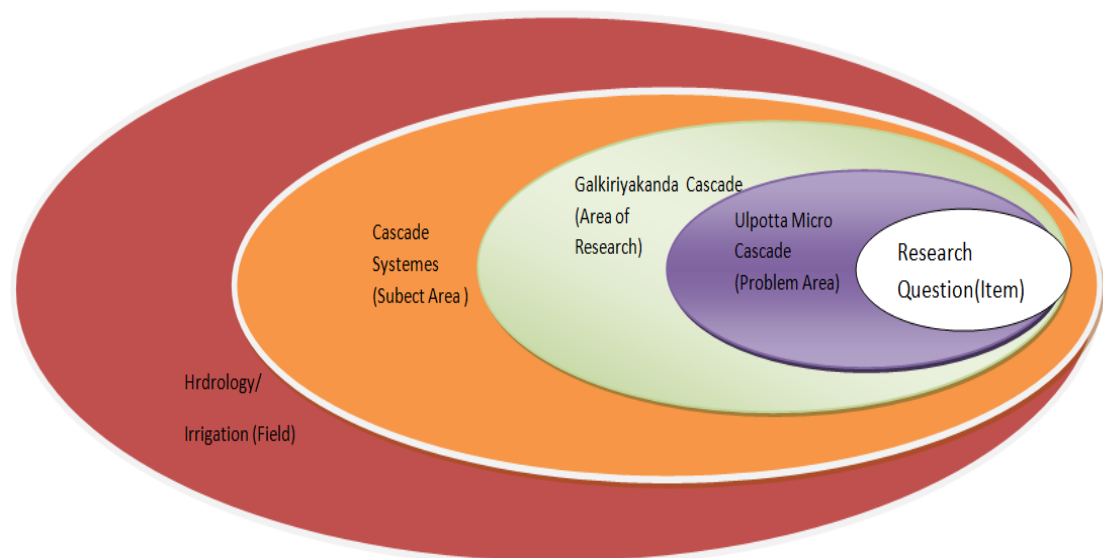 Hrdrology/
Irrigation (Field)
Cascade
Systemes
(Subect Area )
Galkiriyakanda Cascade
(Area of
Research)
Ulpotta Micro
Cascade
(Problem Area)
Research
Question(Item)